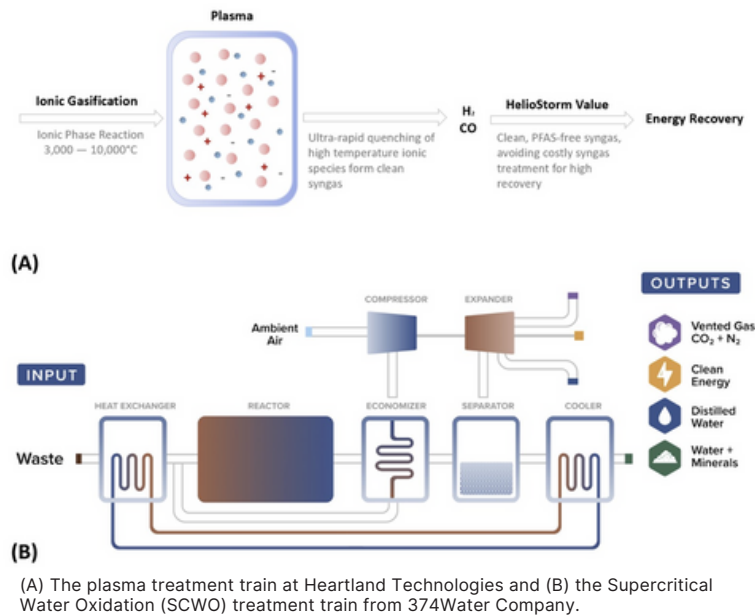 Plasma
Ionic Gasification
Ionic Phase Reaction
3,000 — 10,000°C
Ultra-rapid quenching of
high temperature ionic
species form clean
syngas
H₂
CO
HelioStorm Value
Clean, PFAS-free syngas,
avoiding costly syngas
treatment for high
recovery
Energy Recovery
(A)
COMPRESSOR
EXPANDER
OUTPUTS
Ambient
Air
Vented Gas
CO₂ + N₂
INPUT
Clean
Energy
HEAT EXCHANGER
REACTOR
ECONOMIZER
SEPARATOR
COOLER
Distilled
Water
Waste
Water +
Minerals
(B)
(A) The plasma treatment train at Heartland Technologies and (B) the Supercritical
Water Oxidation (SCWO) treatment train from 374Water Company.